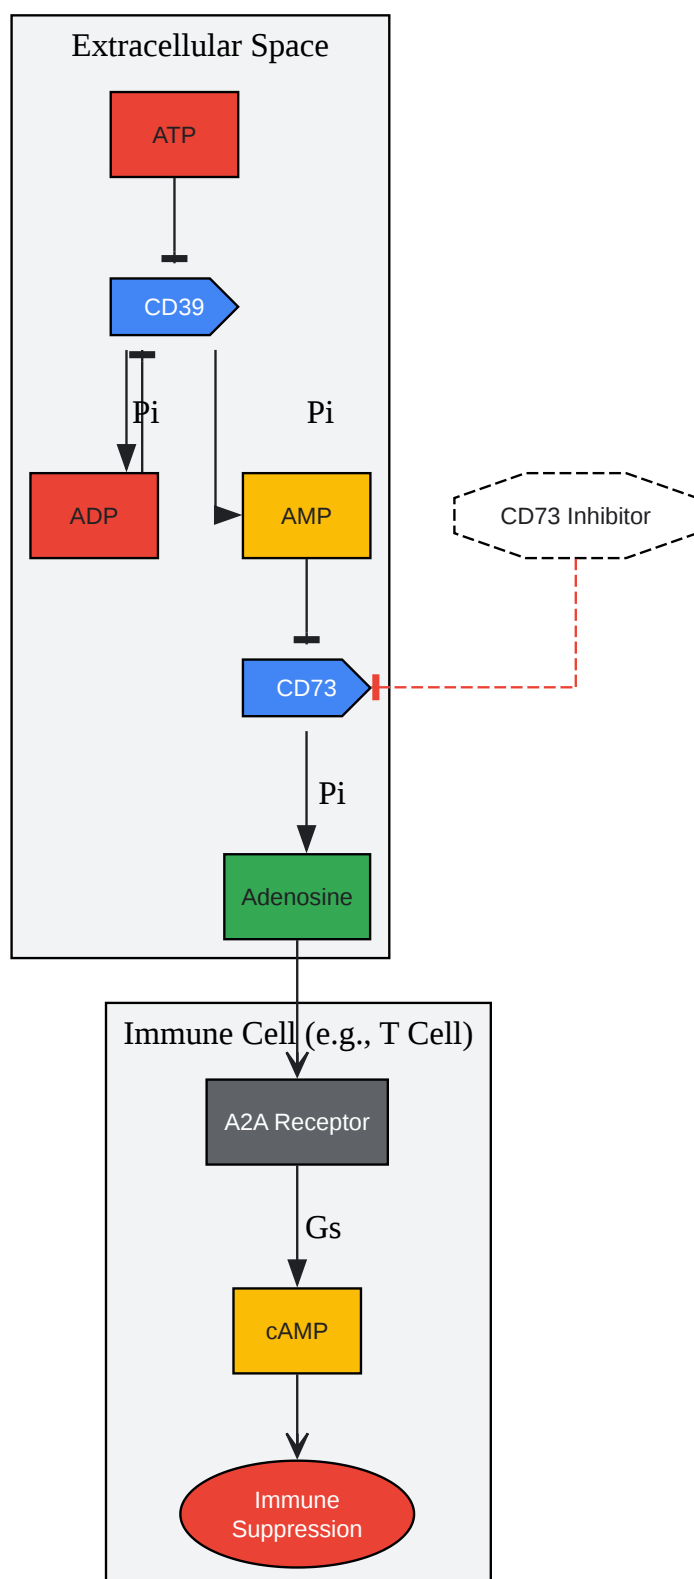 Extracellular Space
ATP
CD39
Pi
Pi
ADP
AMP
CD73 Inhibitor
CD73
Pi
Adenosine
Immune Cell (e.g., T Cell)
A2A Receptor
Gs
cAMP
Immune
Suppression